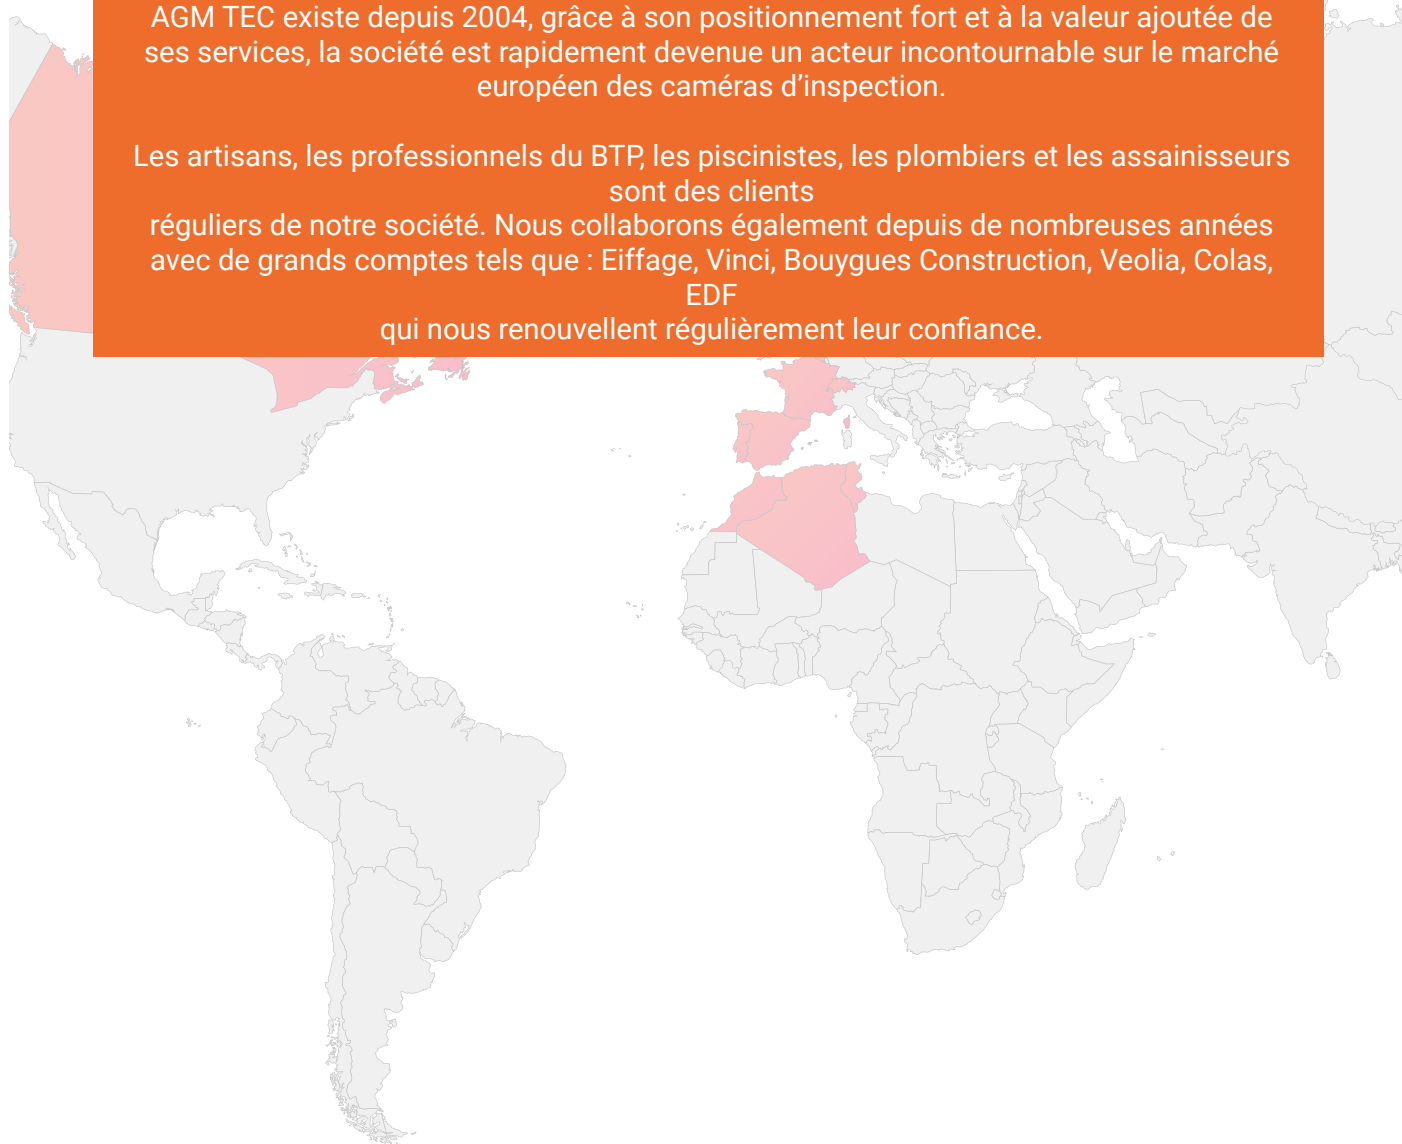 AGM TEC existe depuis 2004, grâce à son positionnement fort et à la valeur ajoutée de
ses services, la société est rapidement devenue un acteur incontournable sur le marché
européen des caméras d’inspection.
Les artisans, les professionnels du BTP, les piscinistes, les plombiers et les assainisseurs
sont des clients
réguliers de notre société. Nous collaborons également depuis de nombreuses années
avec de grands comptes tels que : Eiffage, Vinci, Bouygues Construction, Veolia, Colas,
EDF
qui nous renouvellent régulièrement leur confiance.